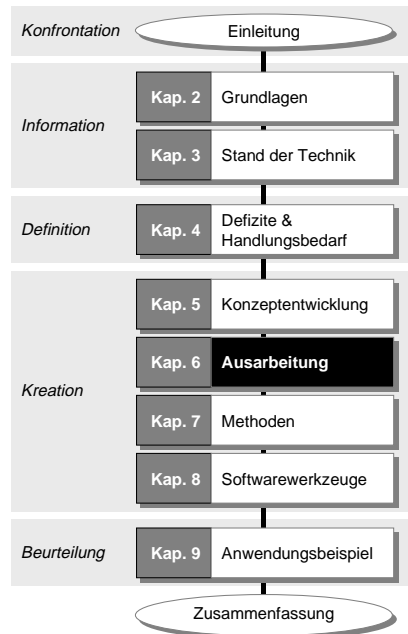 Konfrontation
Einleitung
Information
Kap. 2 Grundlagen
Kap. 3 Stand der Technik
Definition
Kap. 4 Defizite &
Handlungsbedarf
Kreation
Kap. 5 Konzeptentwicklung
Kap. 6 Ausarbeitung
Kap. 7 Methoden
Kap. 8 Softwarewerkzeuge
Beurteilung
Kap. 9 Anwendungsbeispiel
Zusammenfassung